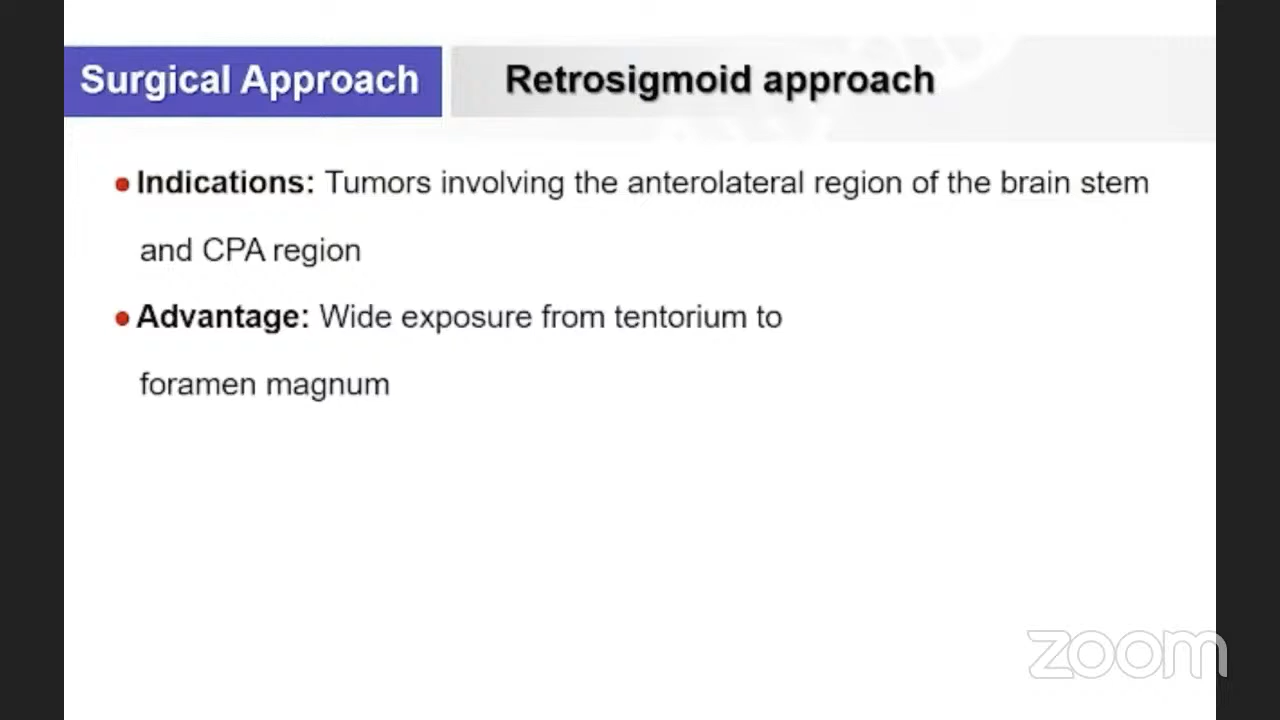 Surgical Approach
Retrosigmoid approach
• Indications: Tumors involving the anterolateral region of the brain stem
and CPA region
• Advantage: Wide exposure from tentorium to
foramen magnum
zoom